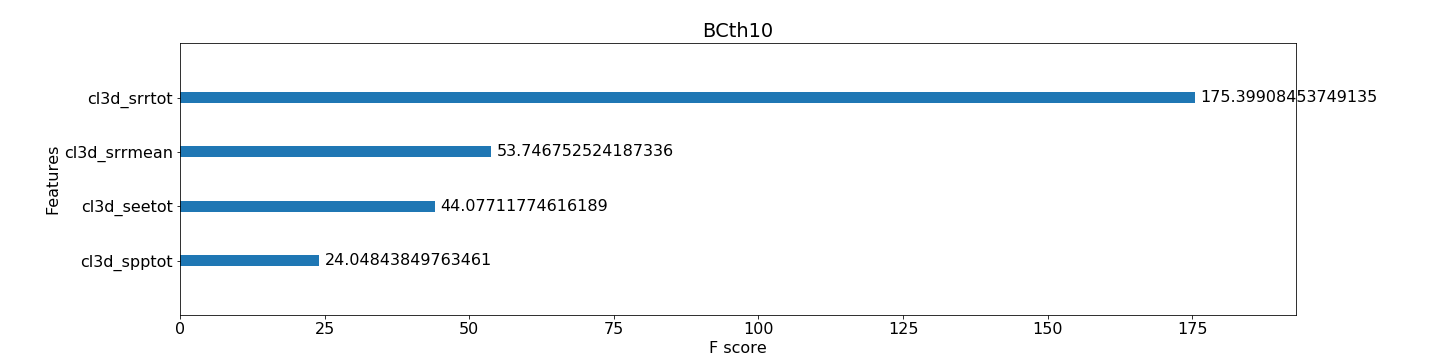 BCth10
cl3d_srrtot
175.39908453749135
cl3d_srrmean
53.746752524187336
cl3d_seetot
44.07711774616189
cl3d_spptot
24.04843849763461
Features
0 25 50 75 100 125 150 175
F score